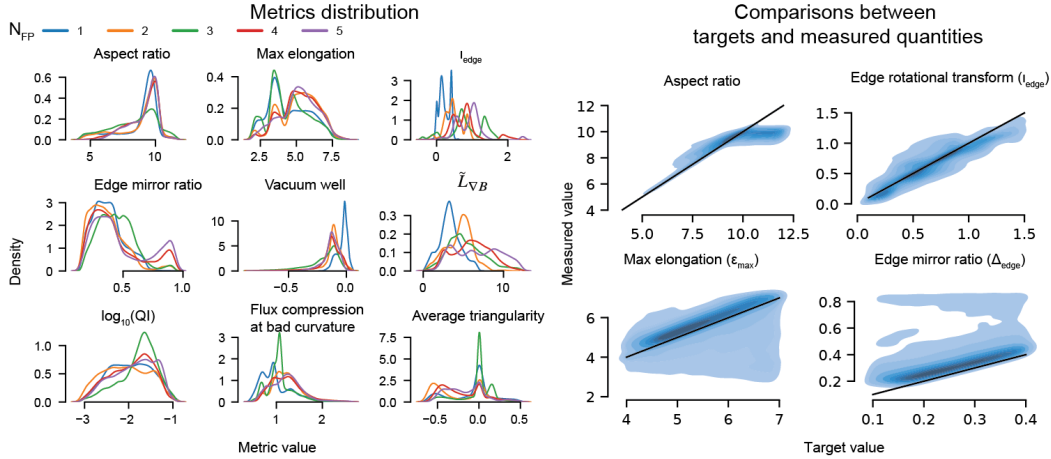 Metrics distribution
N_FP 1 2 3 4 5
Aspect ratio
0.6
0.4
0.2
0.0
5 10
Max elongation
0.4
0.2
0.0
2.5 5.0 7.5
ι_edge
3
2
1
0
0 2
Edge mirror ratio
3
2
1
0
0.5 1.0
Vacuum well
10
5
0
−0.5 0.0
L̃_∇B
0.3
0.2
0.1
0.0
0 10
log₁₀(QI)
1.0
0.5
0.0
−3 −2 −1
Flux compression
at bad curvature
3
2
1
0
1 2
Average triangularity
7.5
5.0
2.5
0.0
−0.5 0.0 0.5
Density
Metric value
Comparisons between
targets and measured quantities
Aspect ratio
12
10
8
6
4
4.0 5.0 7.5 10.0 12.5
Edge rotational transform (ι_edge)
1.5
1.0
0.5
0.0
0.0 0.5 1.0 1.5
Max elongation (ε_max)
6
4
2
4 5 6 7
Edge mirror ratio (Δ_edge)
0.8
0.6
0.4
0.2
0.1 0.2 0.3 0.4
Measured value
Target value